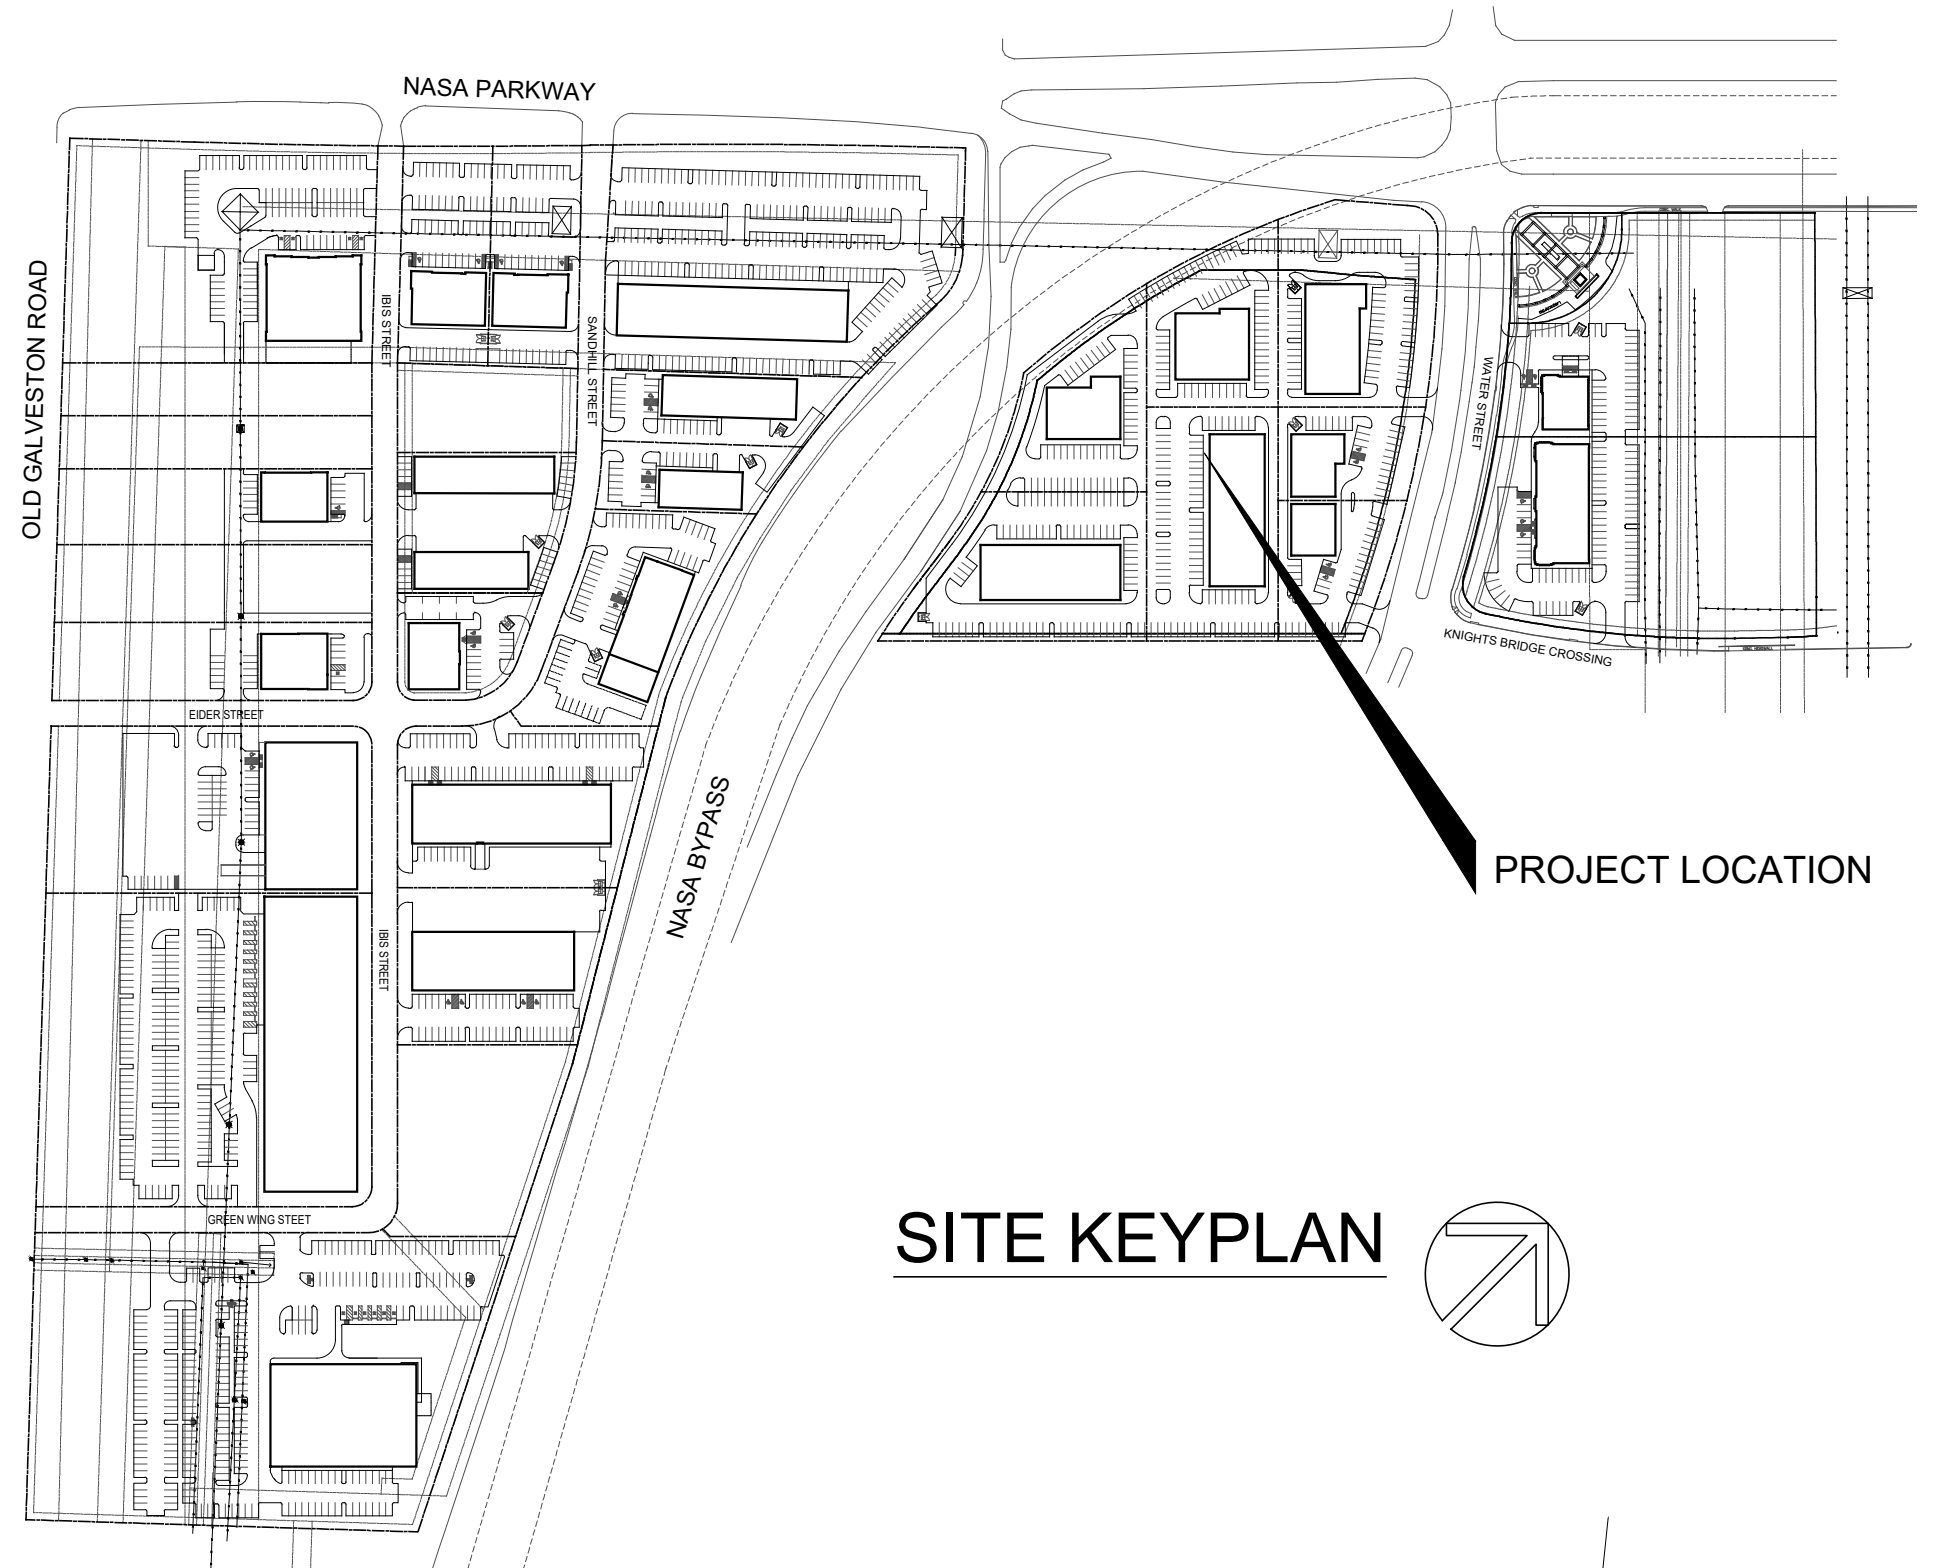 NASA PARKWAY
OLD GALVESTON ROAD
IBIS STREET
SANDHILL STREET
WATER STREET
KNIGHTS BRIDGE CROSSING
EIDER STREET
NASA BYPASS
PROJECT LOCATION
IBIS STREET
GREEN WING STEET
SITE KEYPLAN